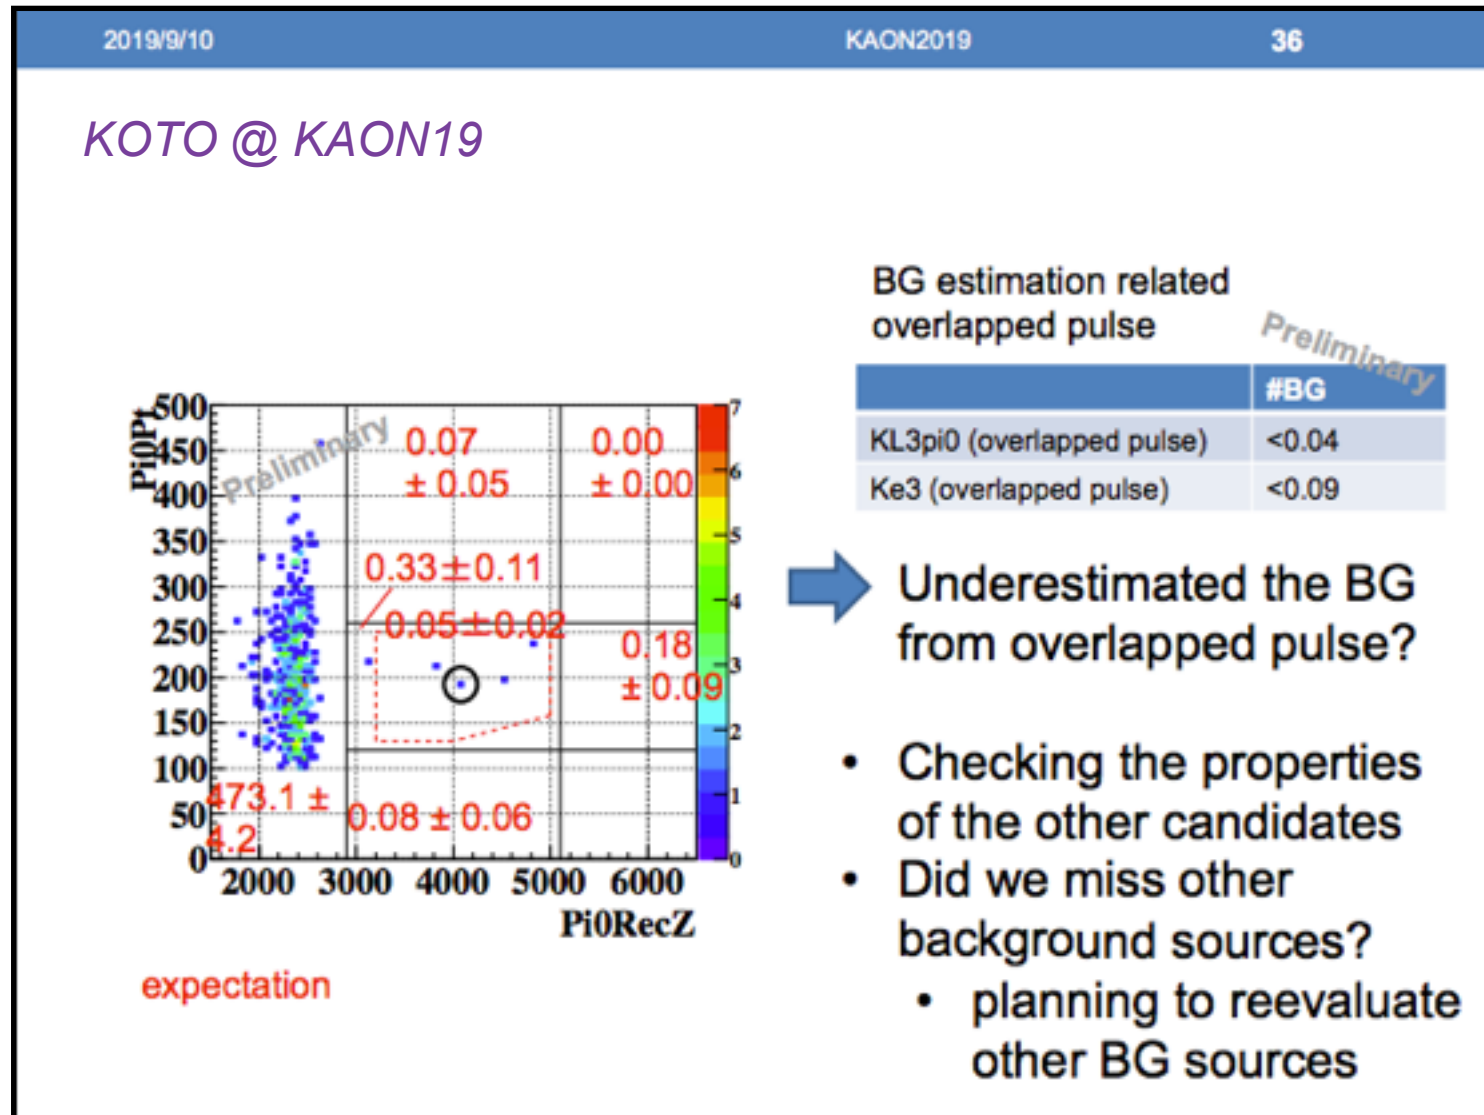 2019/9/10 KAON2019 36
KOTO @ KAON19
BG estimation related
overlapped pulse
Preliminary
#BG
KL3pi0 (overlapped pulse) <0.04
Ke3 (overlapped pulse) <0.09
Pi0Pt
500
450
400
350
300
250
200
150
100
50
0
Preliminary
0.07
± 0.05
0.00
± 0.00
0.33±0.11
0.05±0.02
0.18
± 0.09
473.1 ±
4.2
0.08 ± 0.06
7
6
5
4
3
2
1
0
2000 3000 4000 5000 6000
Pi0RecZ
expectation
Underestimated the BG
from overlapped pulse?
• Checking the properties
of the other candidates
• Did we miss other
background sources?
• planning to reevaluate
other BG sources